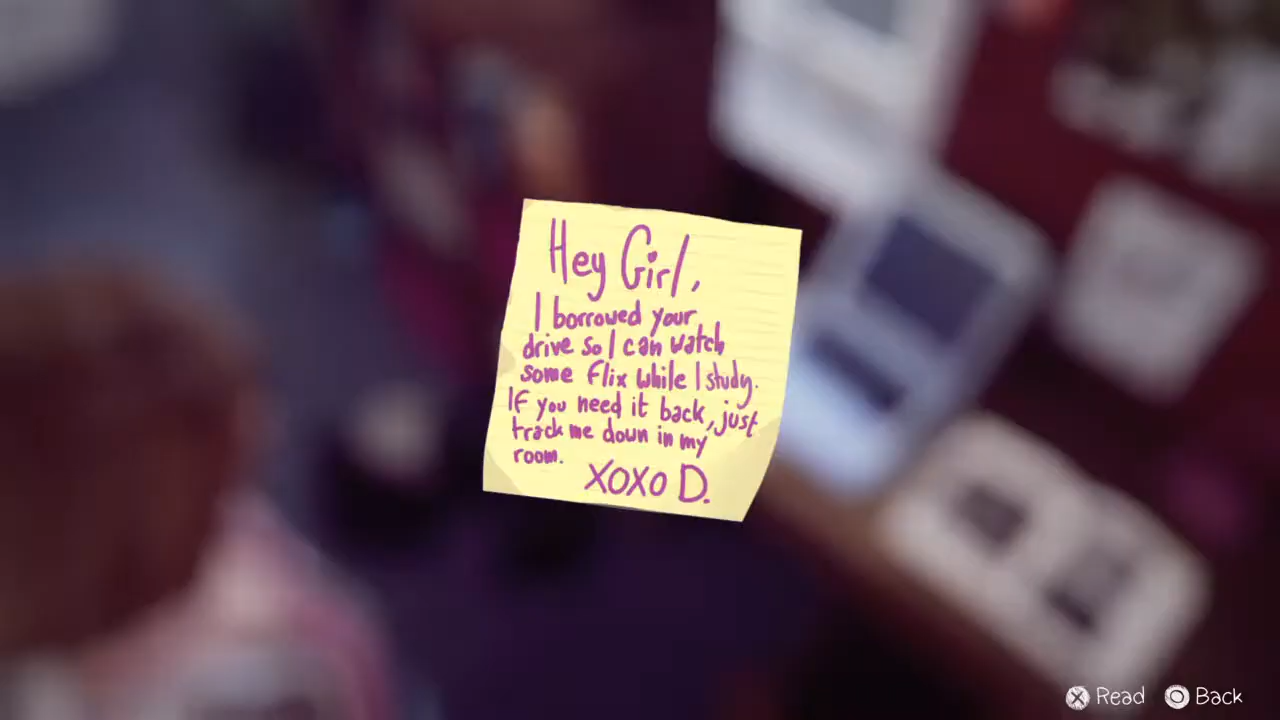 Hey Girl,
I borrowed your
drive so I can watch
some flix while I study.
If you need it back, just
track me down in my
room.
XOXO D.
Read
Back